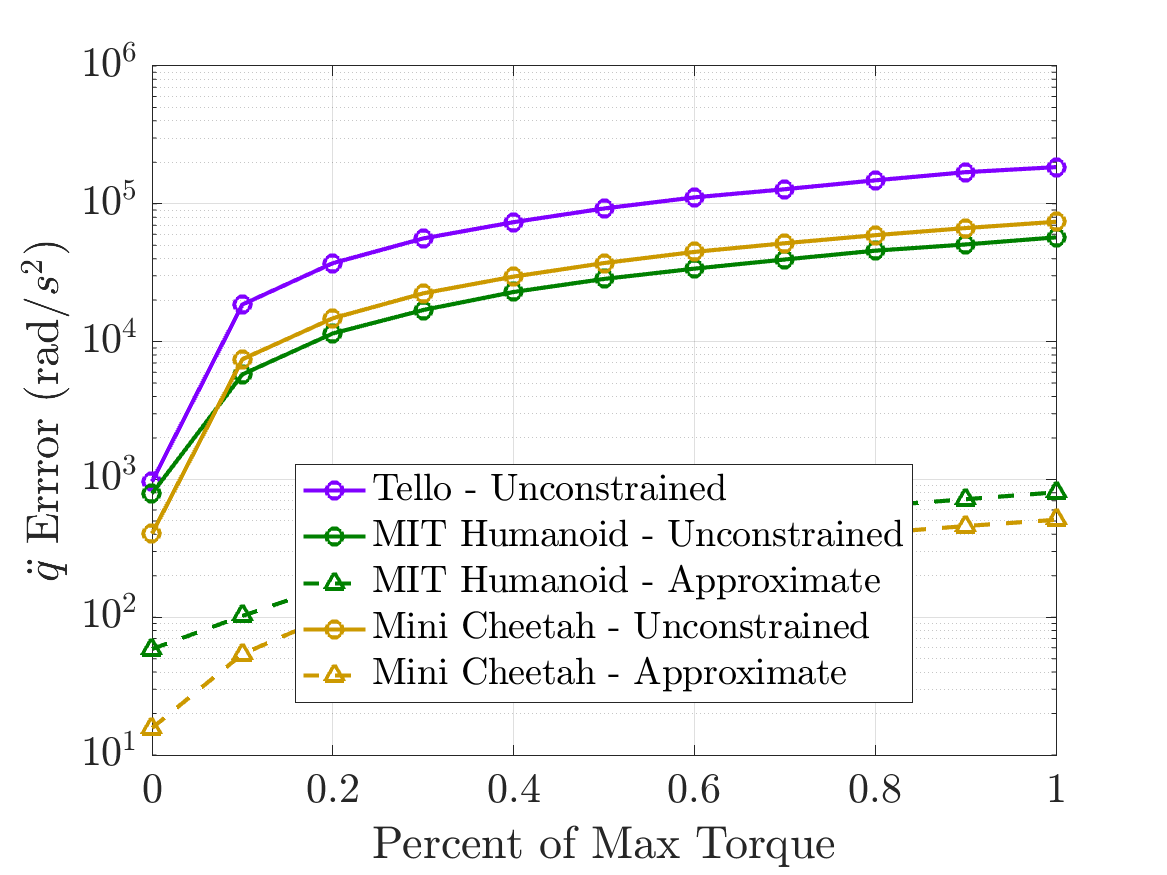 10^6
10^5
10^4
10^3
10^2
10^1
q̈ Errror (rad/s^2)
Tello - Unconstrained
MIT Humanoid - Unconstrained
MIT Humanoid - Approximate
Mini Cheetah - Unconstrained
Mini Cheetah - Approximate
0 0.2 0.4 0.6 0.8 1
Percent of Max Torque